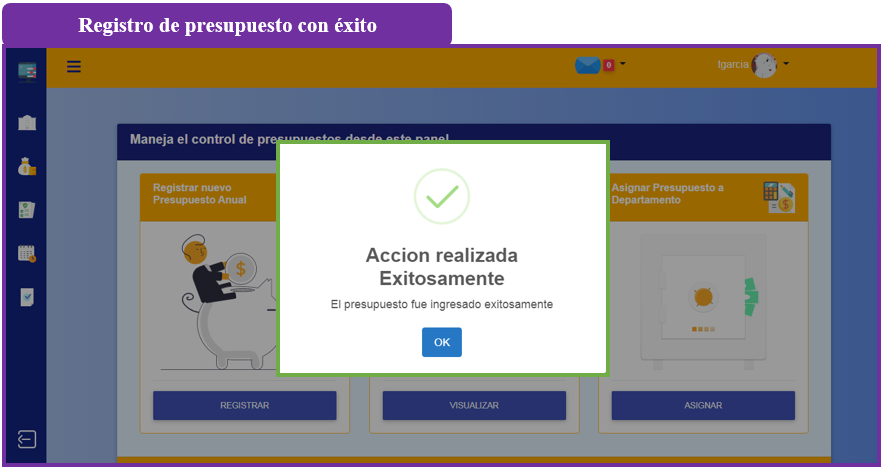 Registro de presupuesto con éxito
0
tgarcia
Maneja el control de presupuestos desde este panel
Registrar nuevo
Presupuesto Anual
Asignar Presupuesto a
Departamento
Accion realizada
Exitosamente
El presupuesto fue ingresado exitosamente
OK
REGISTRAR
VISUALIZAR
ASIGNAR